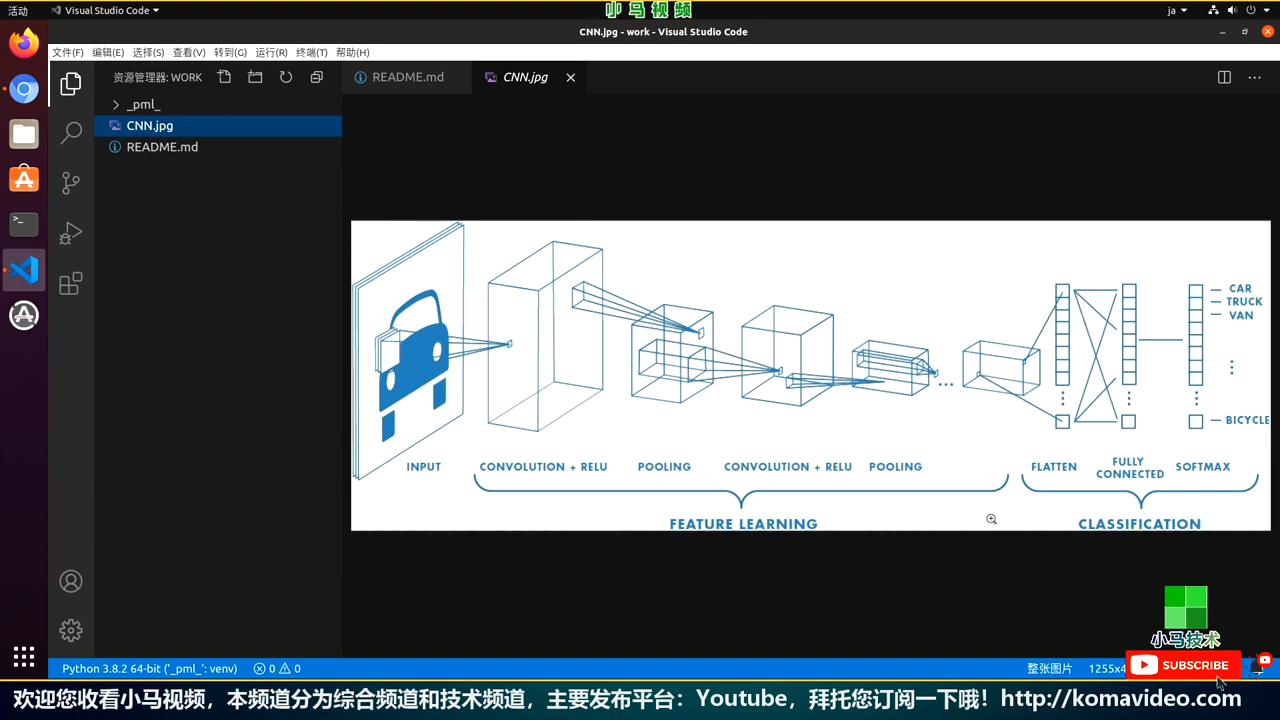 活动
Visual Studio Code
小马视频
ja
CNN.jpg - work - Visual Studio Code
文件(F) 编辑(E) 选择(S) 查看(V) 转到(G) 运行(R) 终端(T) 帮助(H)
资源管理器: WORK
README.md
CNN.jpg
_pml_
CNN.jpg
README.md
CAR
TRUCK
VAN
BICYCLE
INPUT
CONVOLUTION + RELU
POOLING
CONVOLUTION + RELU
POOLING
FLATTEN
FULLY
CONNECTED
SOFTMAX
FEATURE LEARNING
CLASSIFICATION
小马技术
SUBSCRIBE
Python 3.8.2 64-bit ('_pml_': venv)
0
0
整张图片
1255x4
欢迎您收看小马视频，本频道分为综合频道和技术频道，主要发布平台：Youtube，拜托您订阅一下哦！http://komavideo.com